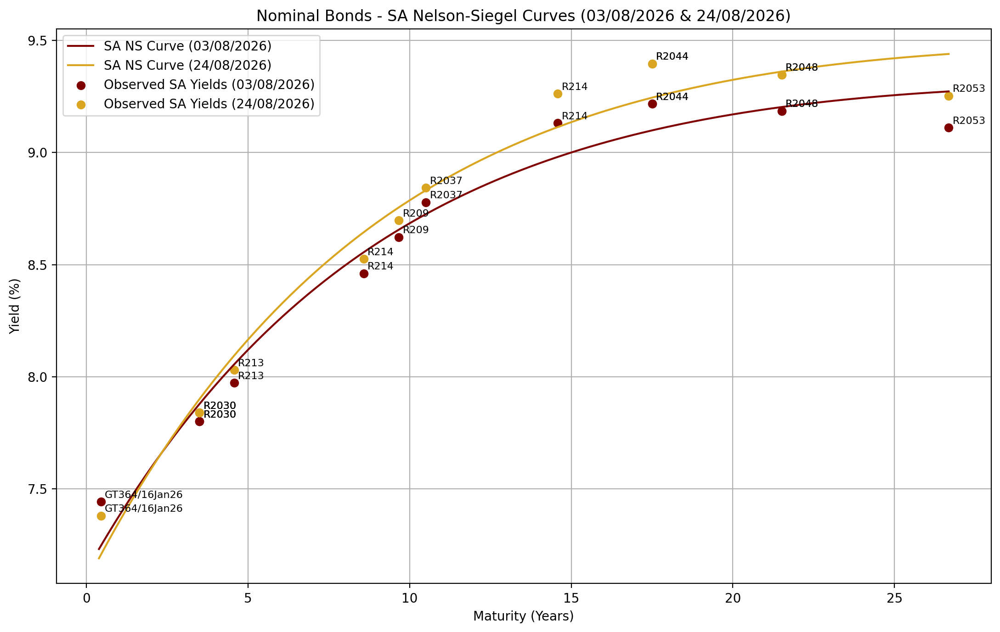 Nominal Bonds - SA Nelson-Siegel Curves (03/08/2026 & 24/08/2026)
SA NS Curve (03/08/2026)
SA NS Curve (24/08/2026)
Observed SA Yields (03/08/2026)
Observed SA Yields (24/08/2026)
9.5
9.0
8.5
8.0
7.5
Yield (%)
R2044
R2048
R214
R2053
R2044
R2048
R214
R2053
R2037
R2037
R209
R209
R214
R214
R213
R213
R2030
R2030
GT364/16Jan26
GT364/16Jan26
0
5
10
15
20
25
Maturity (Years)